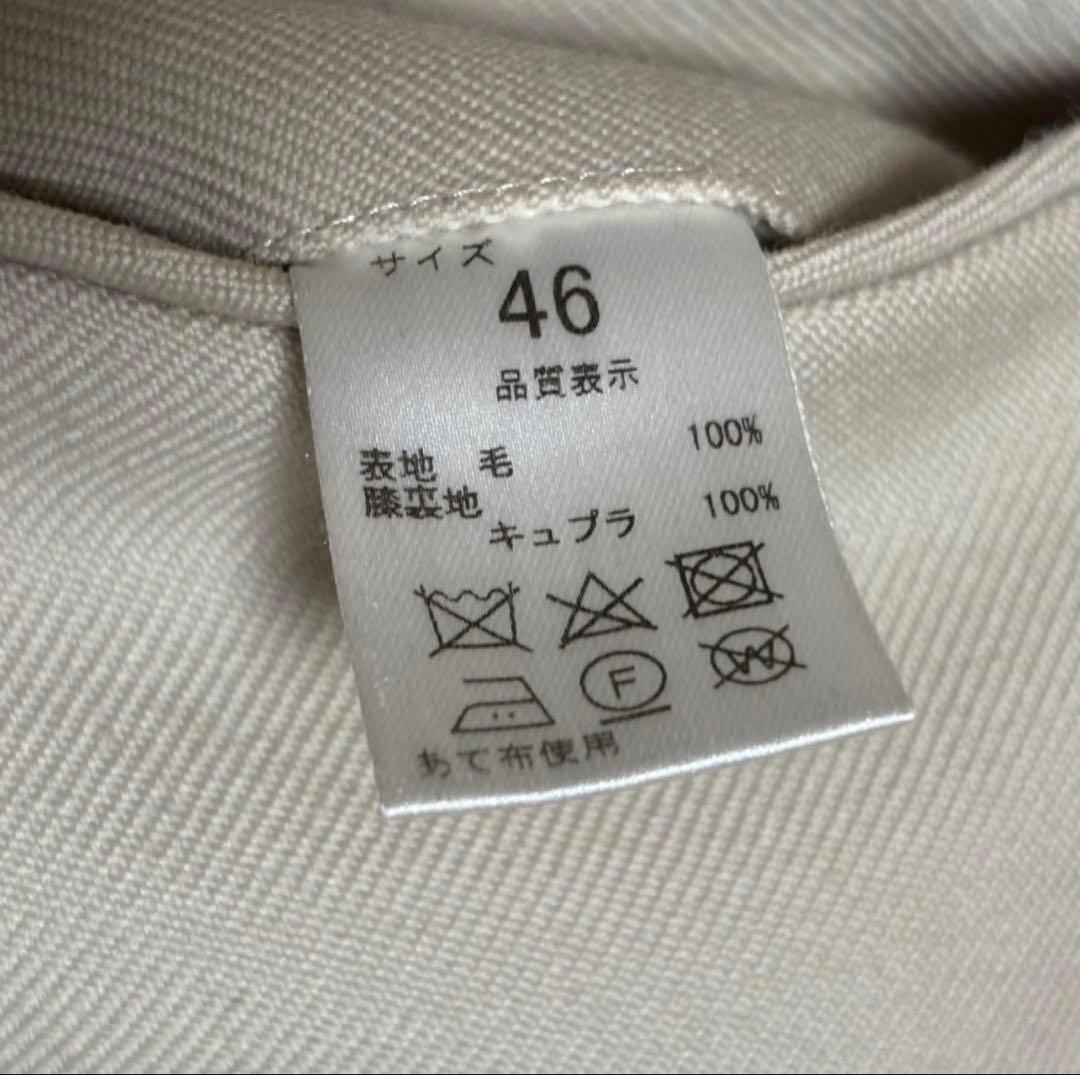 サイズ
46
品質表示
表地 毛 100%
膝裏地
キュプラ 100%
F
W
あて布使用